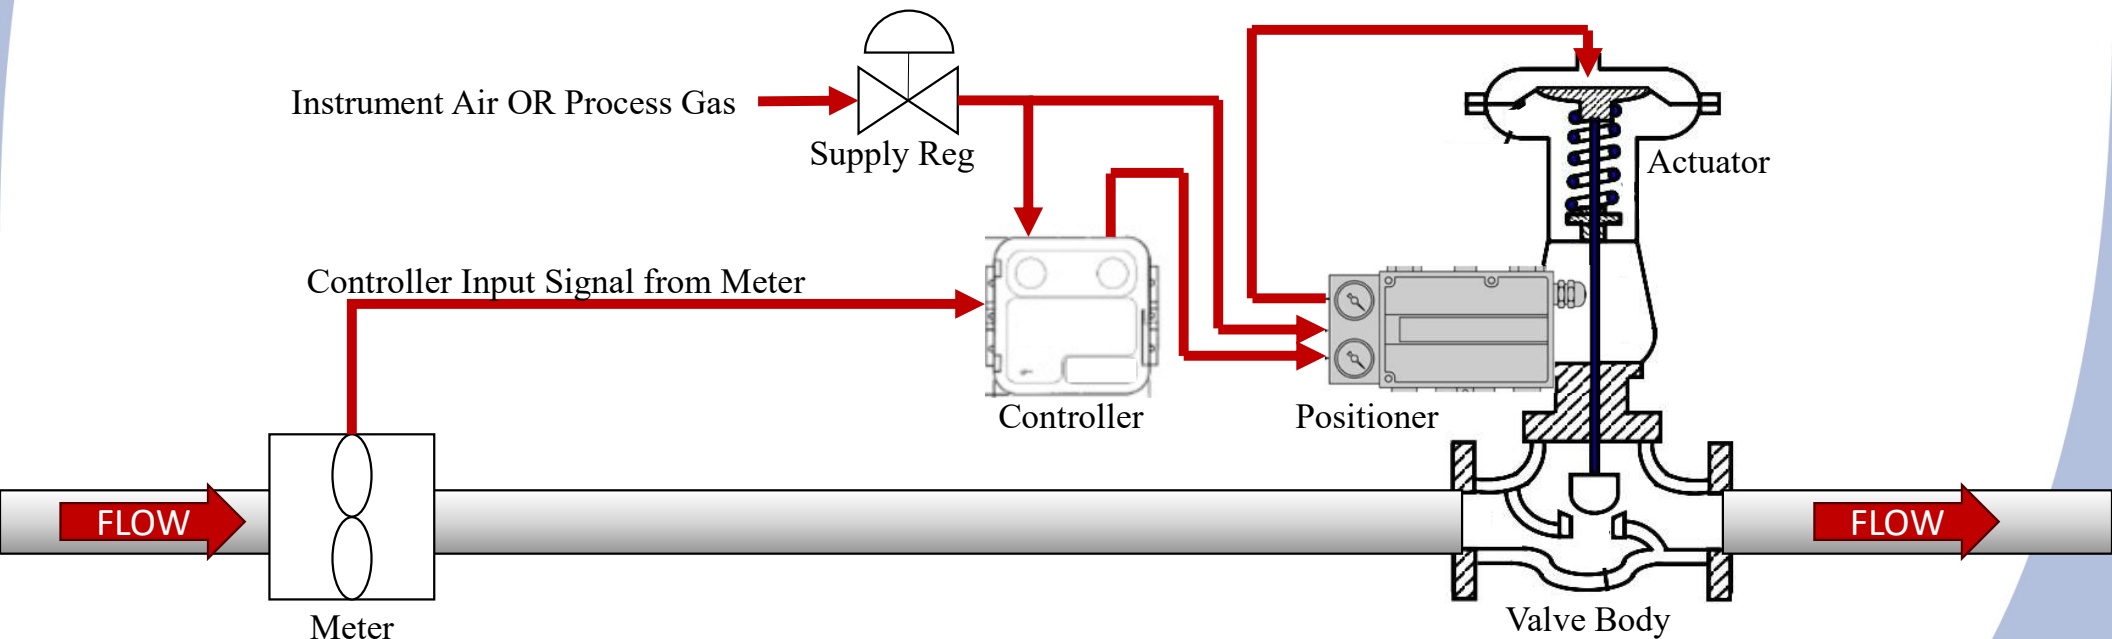 Instrument Air OR Process Gas
Supply Reg
Actuator
Controller Input Signal from Meter
Controller
Positioner
FLOW
FLOW
Valve Body
Meter